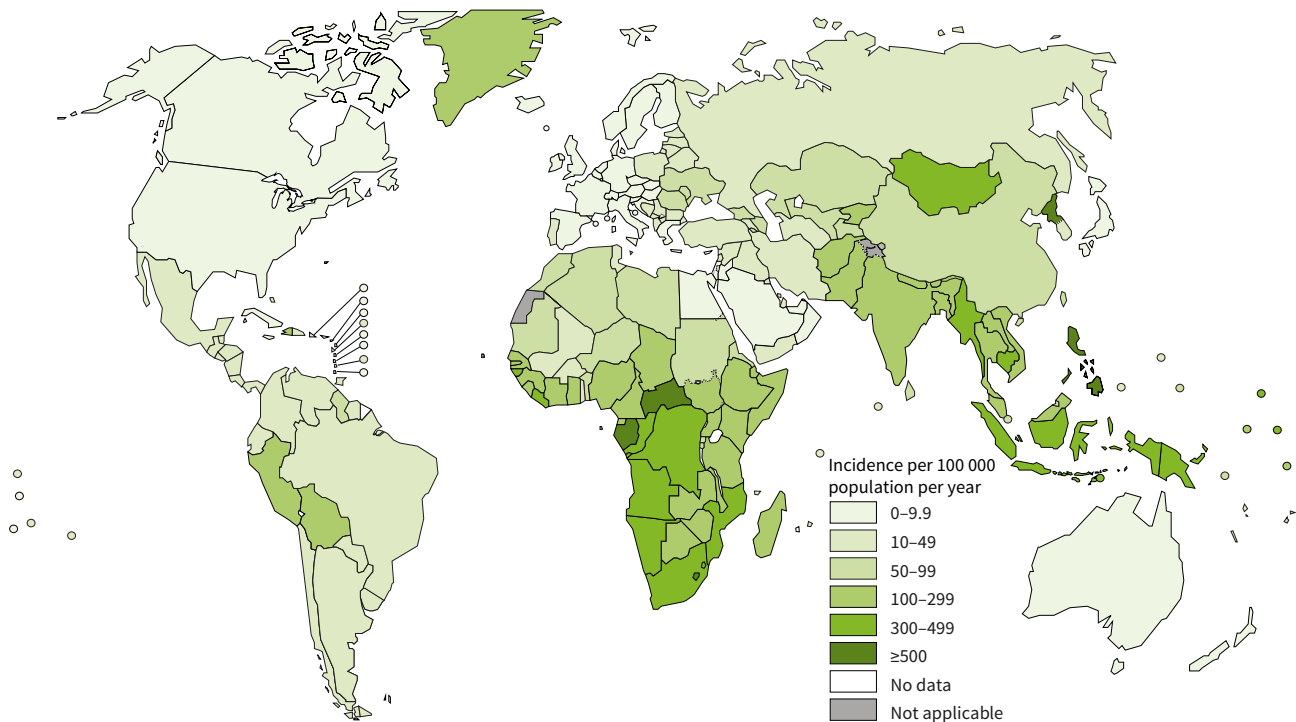 Incidence per 100 000
population per year
0–9.9
10–49
50–99
100–299
300–499
≥500
No data
Not applicable